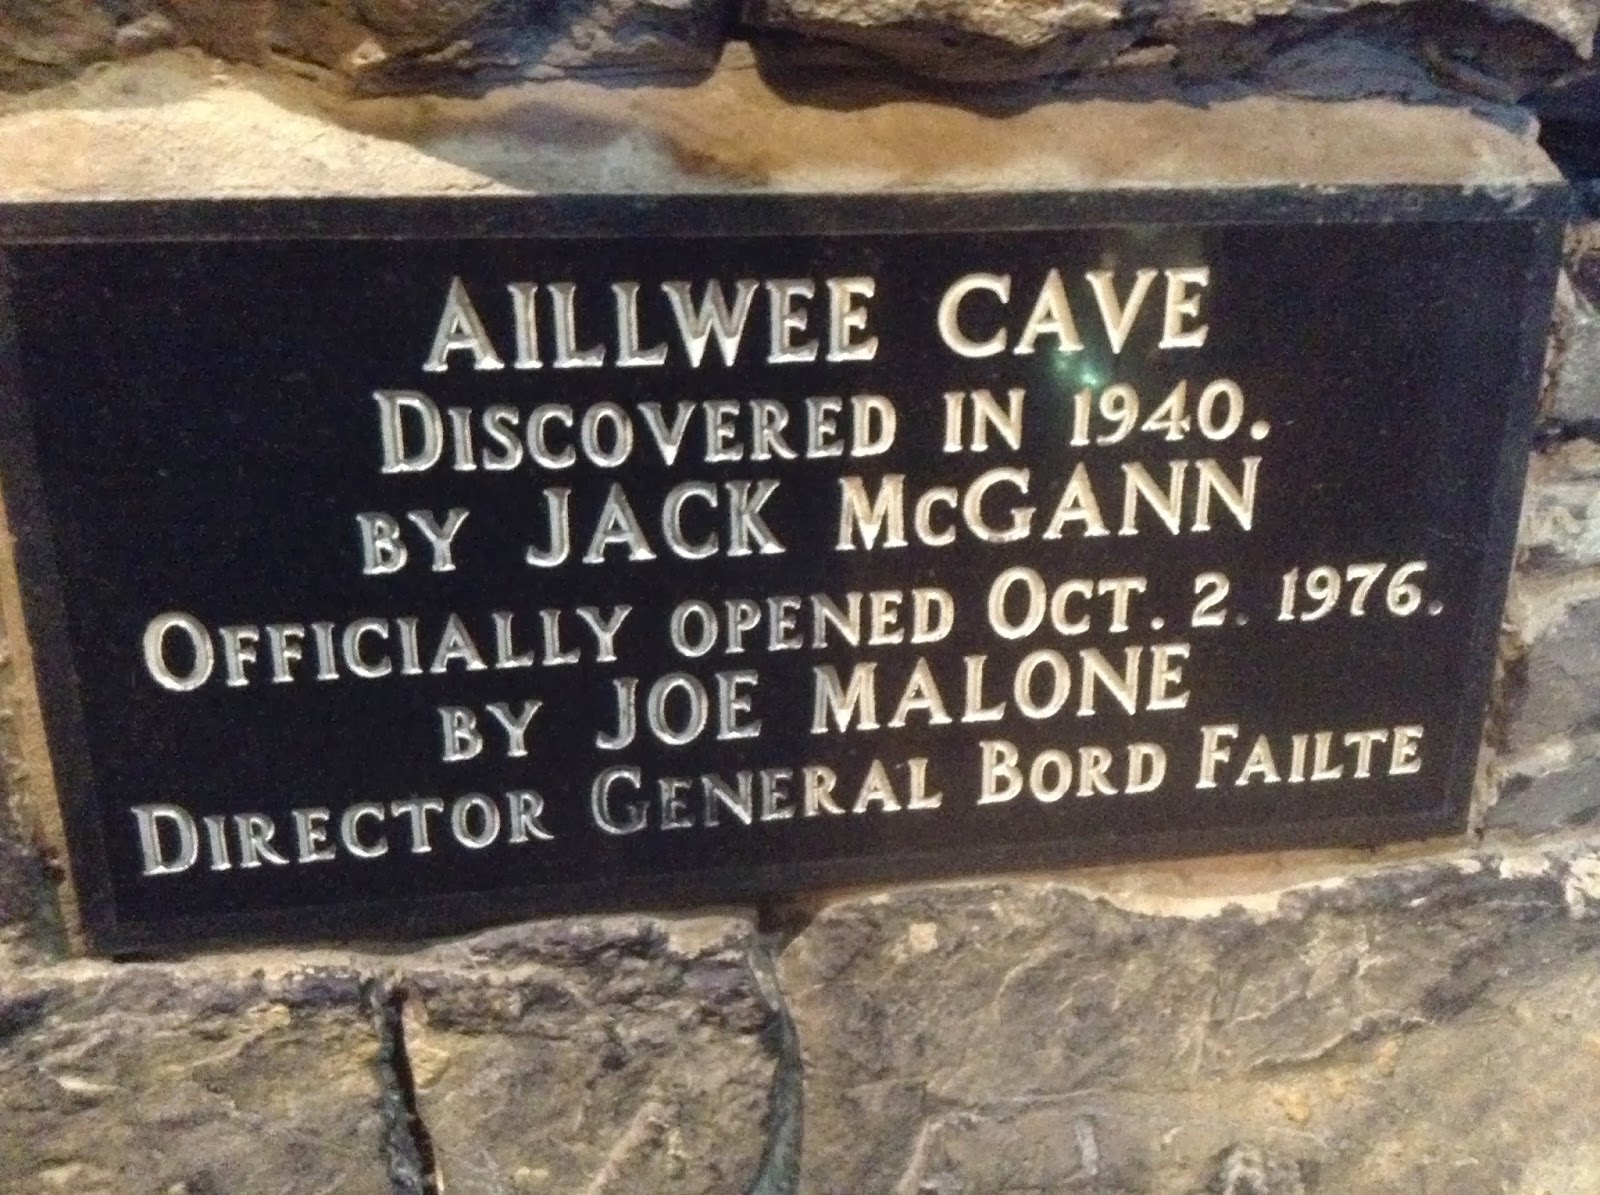 AILLWEE CAVE
DISCOVERED IN 1940.
BY JACK McGANN
OFFICIALLY OPENED OCT. 2. 1976.
BY JOE MALONE
DIRECTOR GENERAL BORD FAILTE